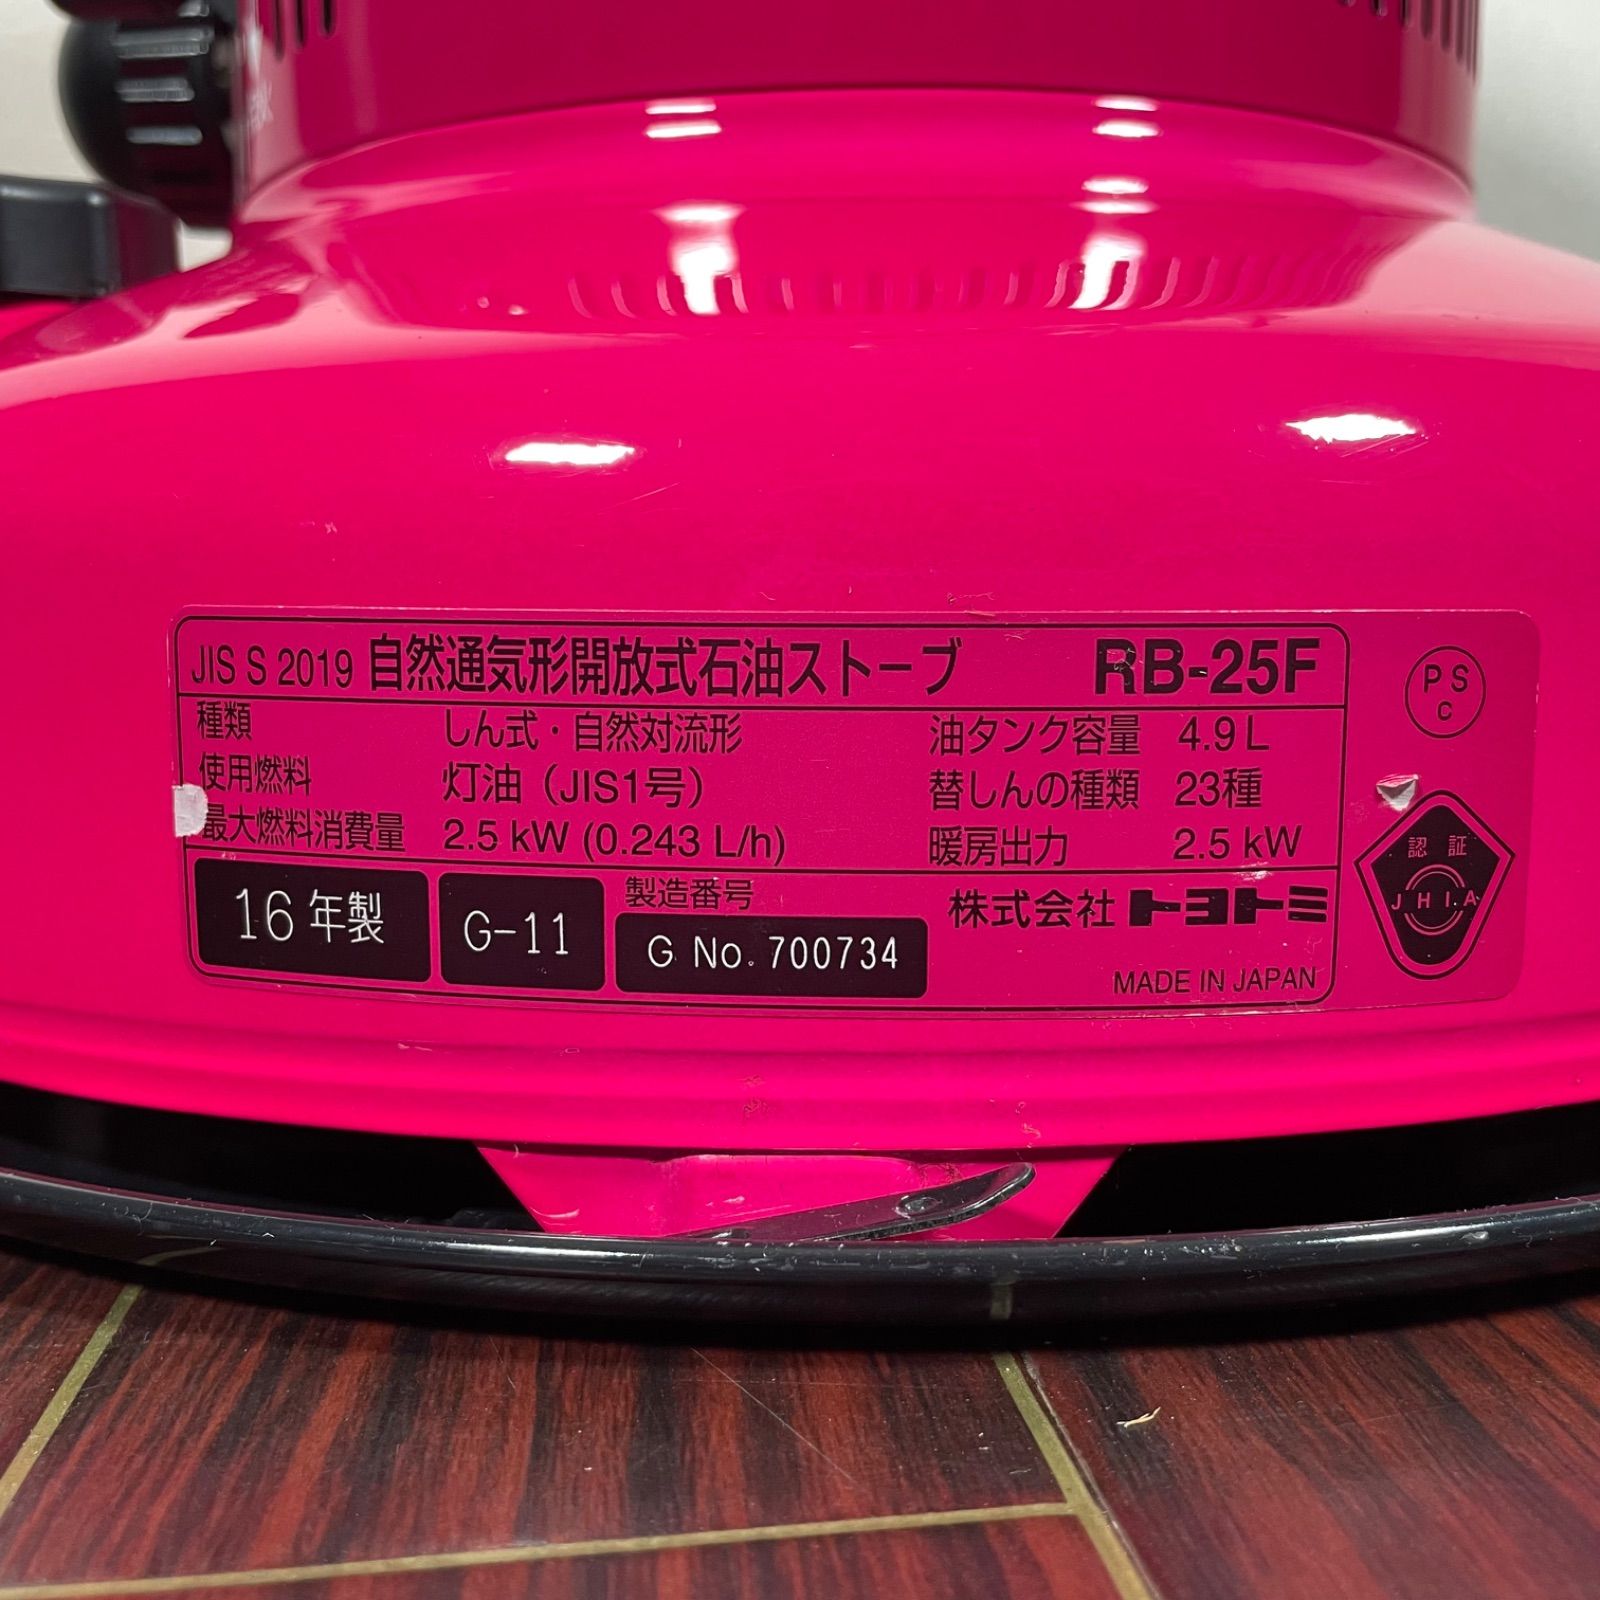 JIS S 2019 自然通気形開放式石油ストーブ RB-25F
種類 しん式・自然対流形 油タンク容量 4.9 L
使用燃料 灯油（JIS1号） 替しんの種類 23種
最大燃料消費量 2.5 kW (0.243 L/h) 暖房出力 2.5 kW
16年製 G-11 製造番号 G No. 700734
株式会社 トヨトミ
MADE IN JAPAN
PS
C
認証
JHIA